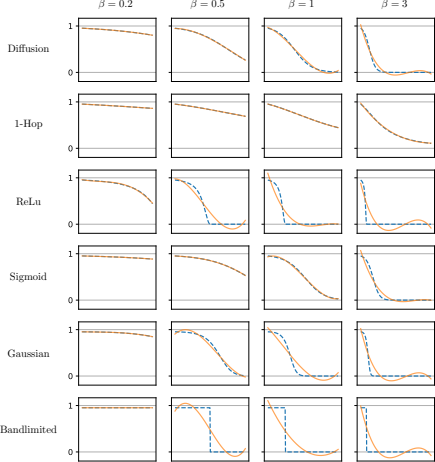 β = 0.2 β = 0.5 β = 1 β = 3
Diffusion
1
0
1-Hop
1
0
ReLu
1
0
Sigmoid
1
0
Gaussian
1
0
Bandlimited
1
0